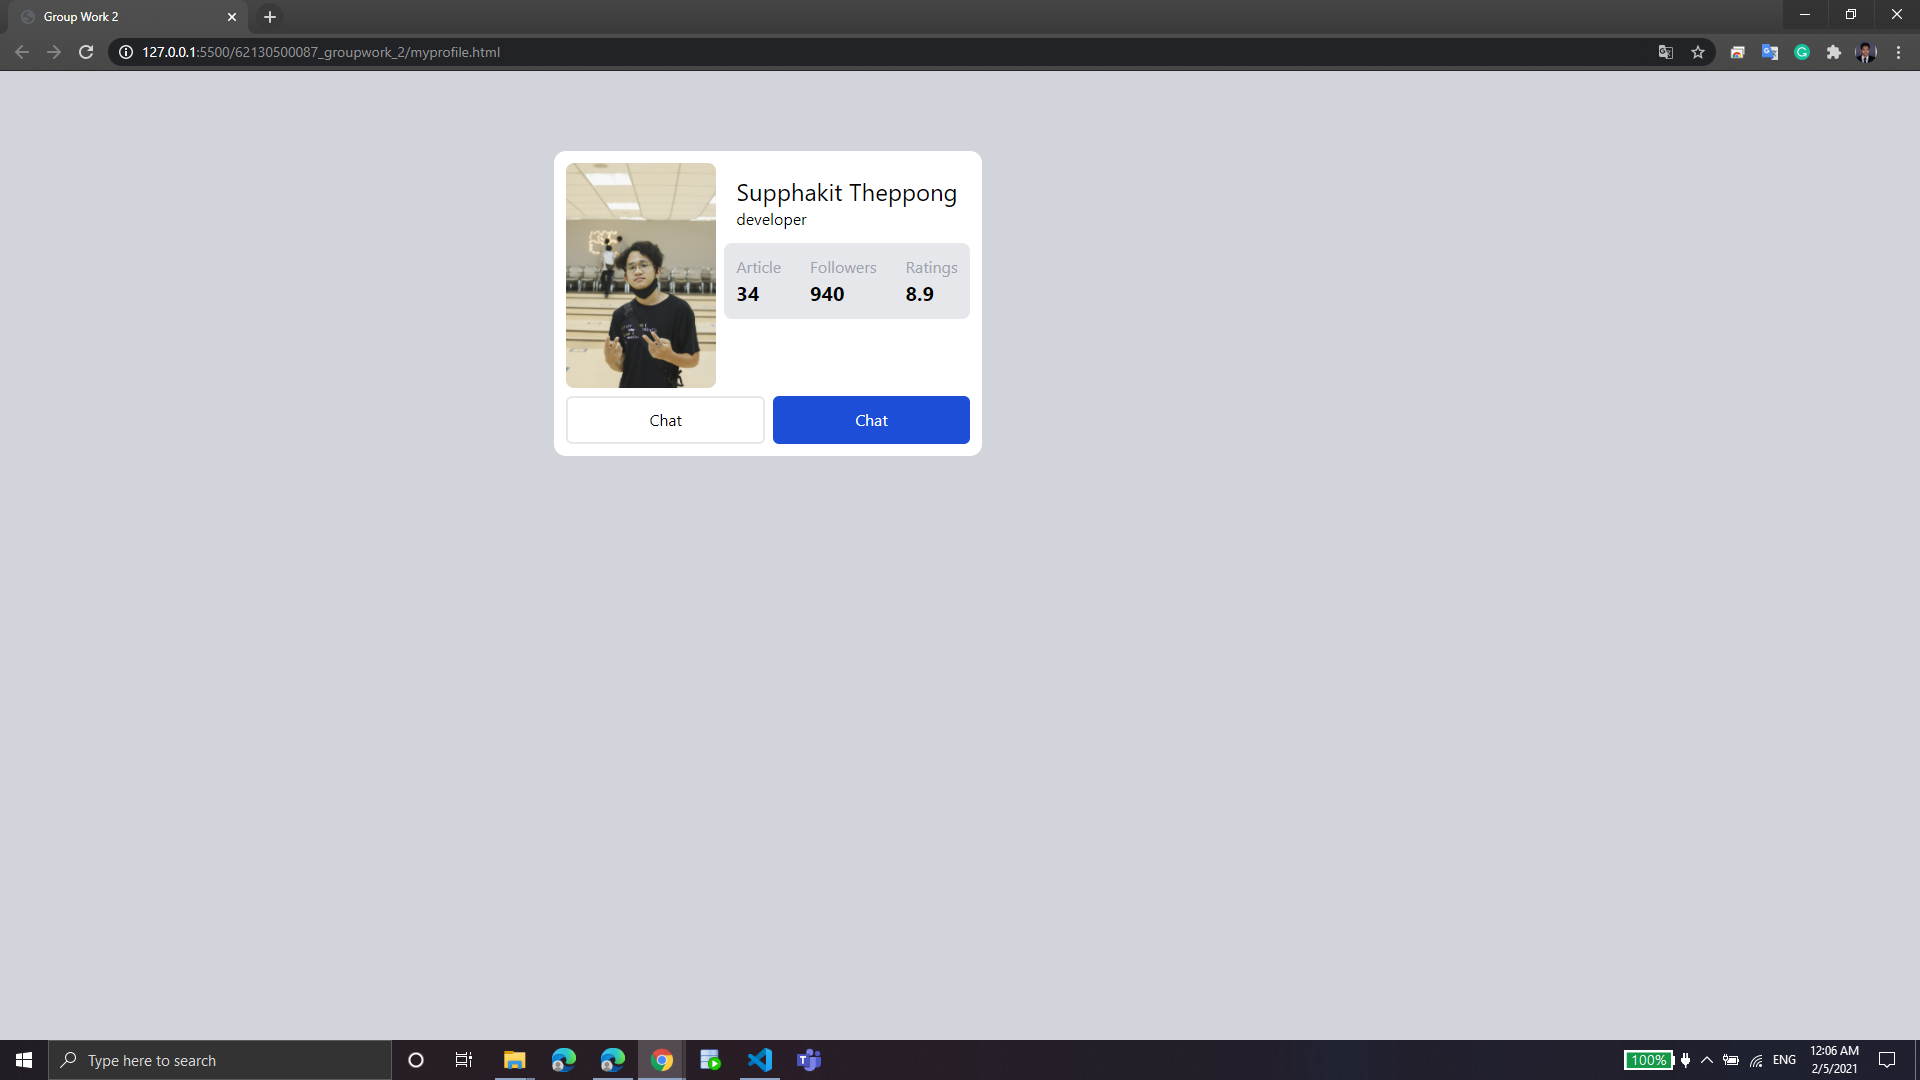 Group Work 2
127.0.0.1:5500/62130500087_groupwork_2/myprofile.html
Supphakit Theppong
developer
Article Followers Ratings
34 940 8.9
Chat Chat
Type here to search
100% ENG
12:06 AM
2/5/2021